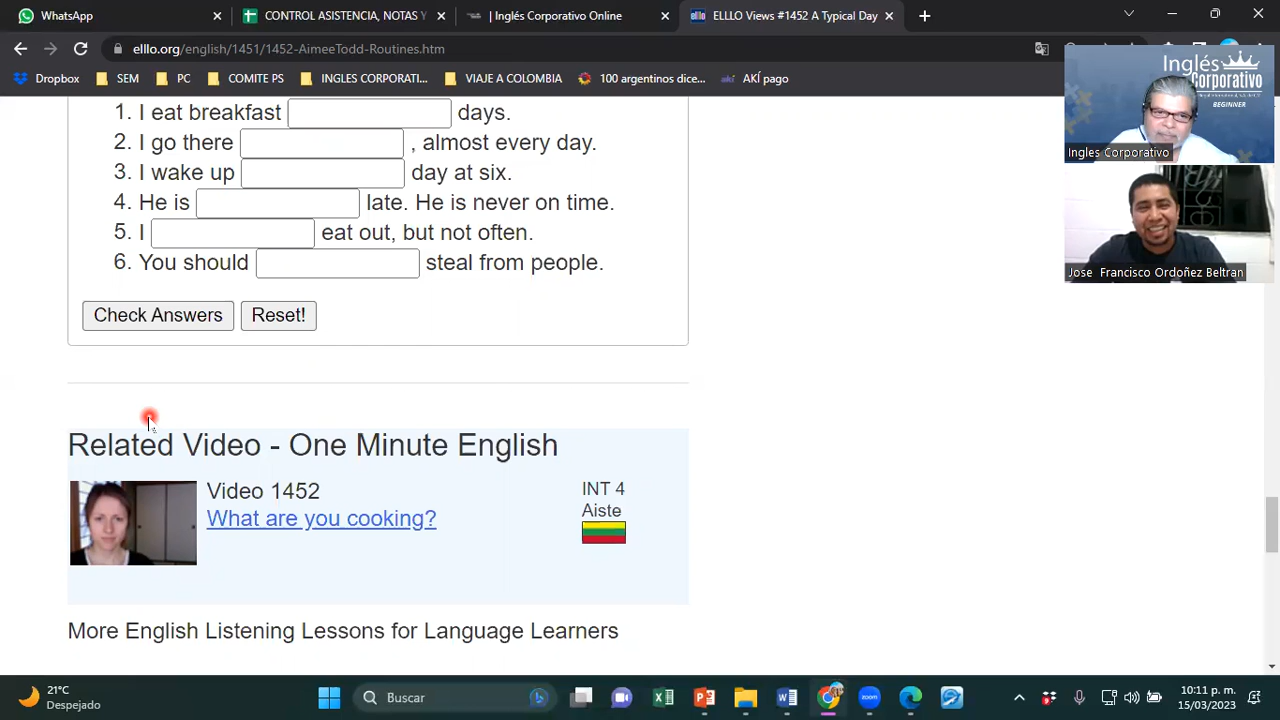 WhatsApp
CONTROL ASISTENCIA, NOTAS Y
| Inglés Corporativo Online
ELLLO Views #1452 A Typical Day
elllo.org/english/1451/1452-AimeeTodd-Routines.htm
Dropbox
SEM
PC
COMITE PS
INGLES CORPORATI...
VIAJE A COLOMBIA
100 argentinos dice...
AKÍ pago
Inglés
Corporativo
BEGINNER
Ingles Corporativo
Jose Francisco Ordoñez Beltran
1. I eat breakfast days.
2. I go there , almost every day.
3. I wake up day at six.
4. He is late. He is never on time.
5. I eat out, but not often.
6. You should steal from people.
Check Answers Reset!
Related Video - One Minute English
Video 1452
What are you cooking?
INT 4
Aiste
More English Listening Lessons for Language Learners
21°C
Despejado
Buscar
10:11 p. m.
15/03/2023